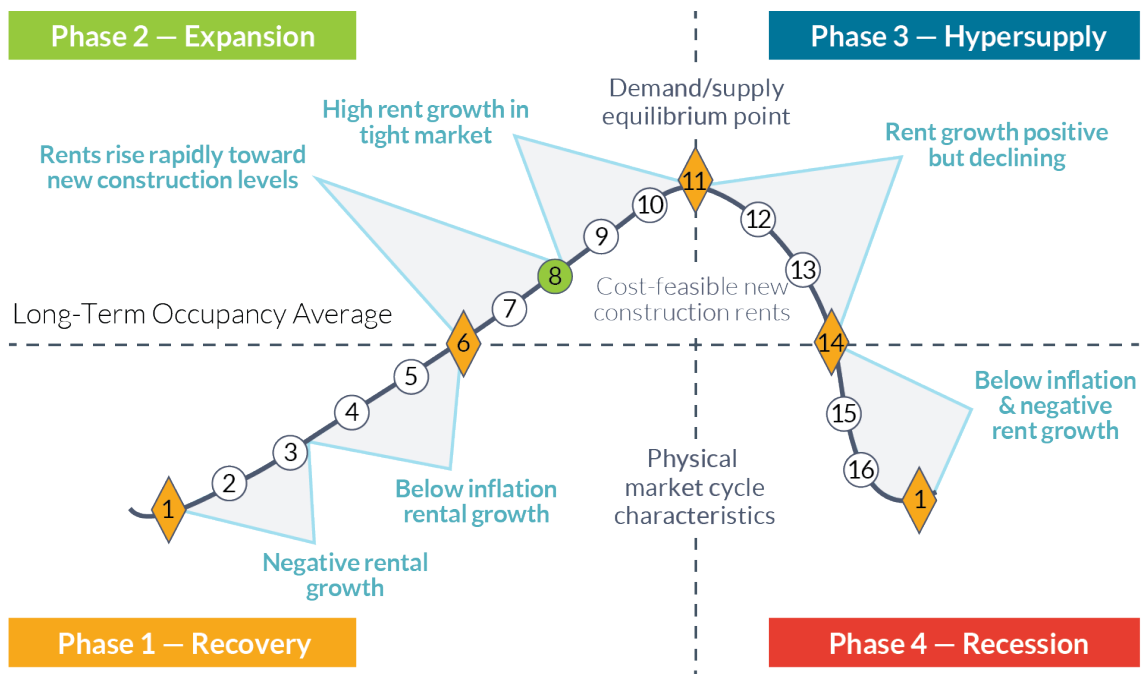 Phase 2 — Expansion
Phase 3 — Hypersupply
Demand/supply
equilibrium point
High rent growth in
tight market
Rent growth positive
but declining
Rents rise rapidly toward
new construction levels
11
10
12
9
13
8
Cost-feasible new
construction rents
7
Long-Term Occupancy Average
6
14
5
Below inflation
& negative
rent growth
4
15
3
Physical
market cycle
characteristics
16
2
Below inflation
rental growth
1
1
Negative rental
growth
Phase 1 — Recovery
Phase 4 — Recession